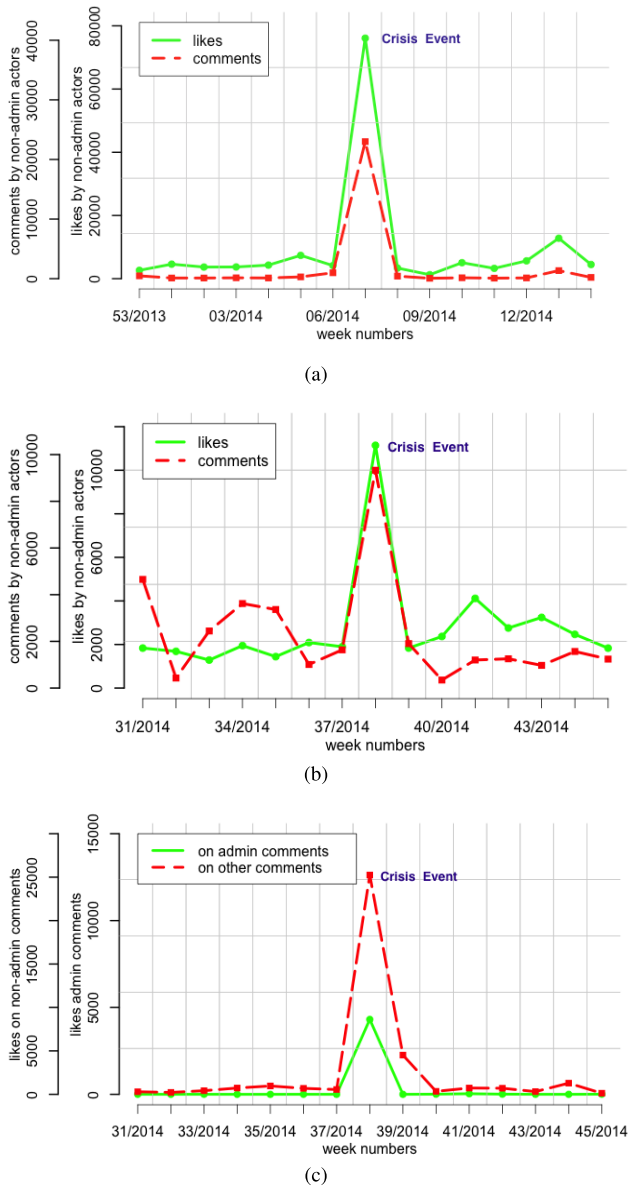 likes
comments
Crisis Event
comments by non-admin actors
0 10000 20000 30000 40000
likes by non-admin actors
0 20000 40000 60000 80000
53/2013 03/2014 06/2014 09/2014 12/2014
week numbers
(a)
likes
comments
Crisis Event
comments by non-admin actors
0 2000 6000 10000
likes by non-admin actors
0 2000 6000 10000
31/2014 34/2014 37/2014 40/2014 43/2014
week numbers
(b)
on admin comments
on other comments
Crisis Event
likes on non-admin comments
0 5000 15000 25000
likes admin comments
0 5000 10000 15000
31/2014 33/2014 35/2014 37/2014 39/2014 41/2014 43/2014 45/2014
week numbers
(c)